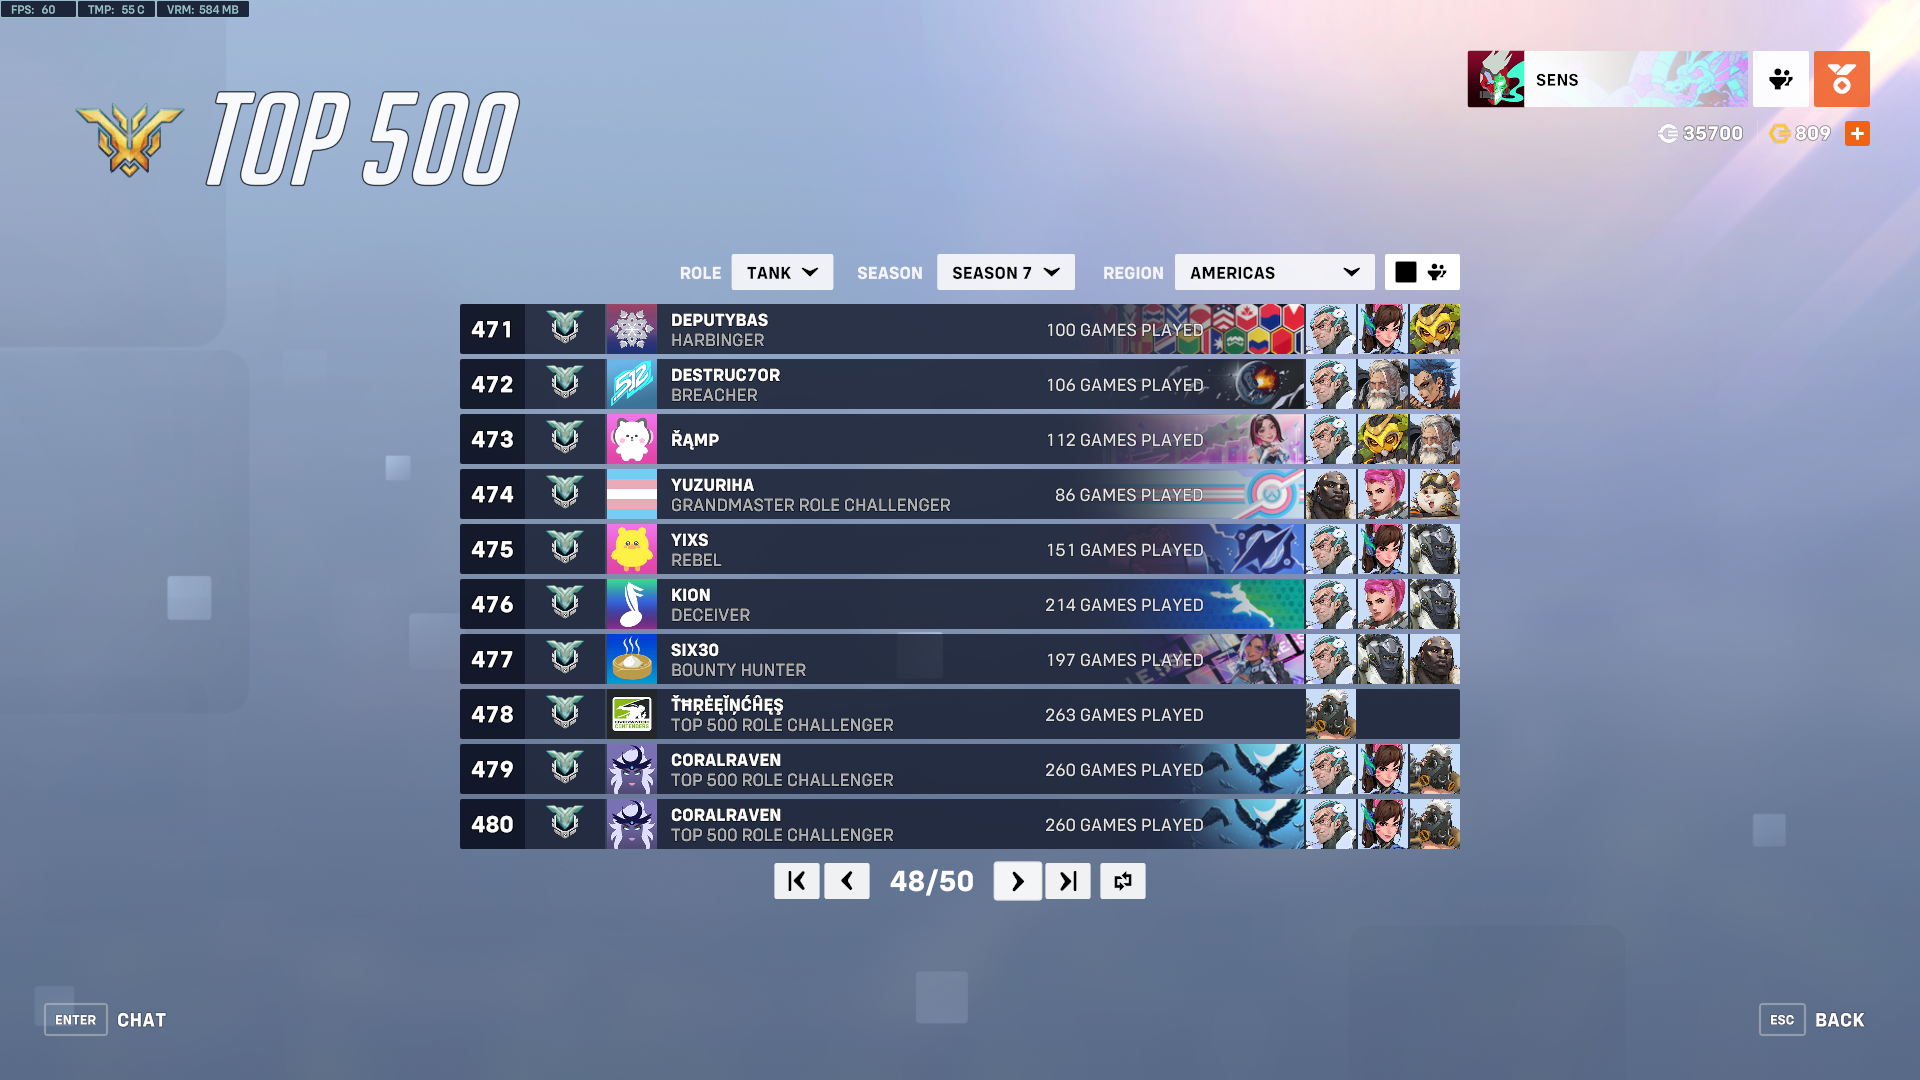 FPS: 60 TMP: 55 C VRM: 584 MB
TOP 500
SENS
35700 809
ROLE TANK SEASON SEASON 7 REGION AMERICAS
471 DEPUTYBAS 100 GAMES PLAYED
HARBINGER
472 512 DESTRUC7OR 106 GAMES PLAYED
BREACHER
473 ŘĄMP 112 GAMES PLAYED
474 YUZURIHA 86 GAMES PLAYED
GRANDMASTER ROLE CHALLENGER
475 YIXS 151 GAMES PLAYED
REBEL
476 KION 214 GAMES PLAYED
DECEIVER
477 SIX30 197 GAMES PLAYED
BOUNTY HUNTER
478 263 GAMES PLAYED
TOP 500 ROLE CHALLENGER
479 CORALRAVEN 260 GAMES PLAYED
TOP 500 ROLE CHALLENGER
480 CORALRAVEN 260 GAMES PLAYED
TOP 500 ROLE CHALLENGER
48/50
ENTER CHAT
ESC BACK